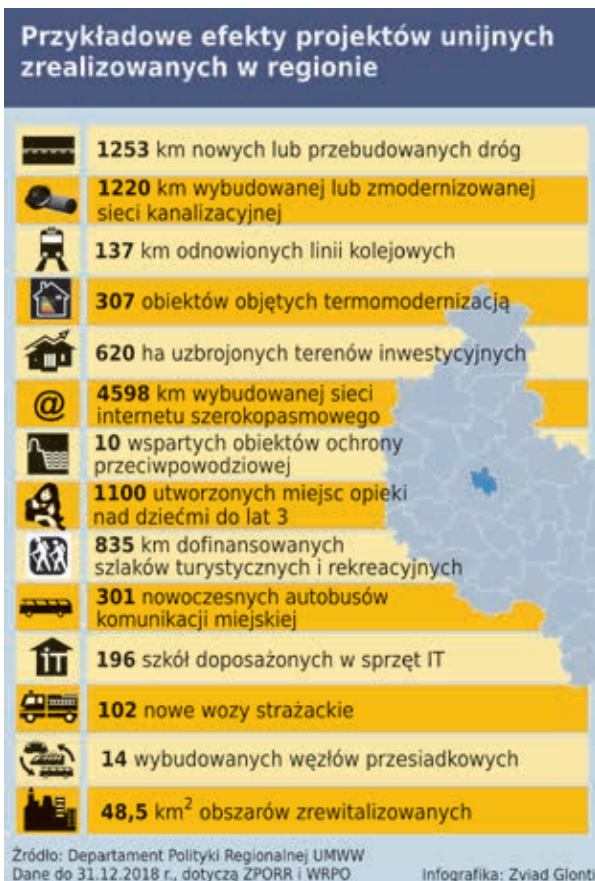 Przykładowe efekty projektów unijnych
zrealizowanych w regionie
1253 km nowych lub przebudowanych dróg
1220 km wybudowanej lub zmodernizowanej
sieci kanalizacyjnej
137 km odnowionych linii kolejowych
307 obiektów objętych termomodernizacją
620 ha uzbrojonych terenów inwestycyjnych
@
4598 km wybudowanej sieci
internetu szerokopasmowego
10 wspartych obiektów ochrony
przeciwpowodziowej
1100 utworzonych miejsc opieki
nad dziećmi do lat 3
835 km dofinansowanych
szlaków turystycznych i rekreacyjnych
301 nowoczesnych autobusów
komunikacji miejskiej
iT
196 szkół doposażonych w sprzęt IT
102 nowe wozy strażackie
14 wybudowanych węzłów przesiadkowych
48,5 km² obszarów zrewitalizowanych
Źródło: Departament Polityki Regionalnej UMWW
Dane do 31.12.2018 r., dotyczą ZPORR i WRPO
Infografika: Zviad Glonti